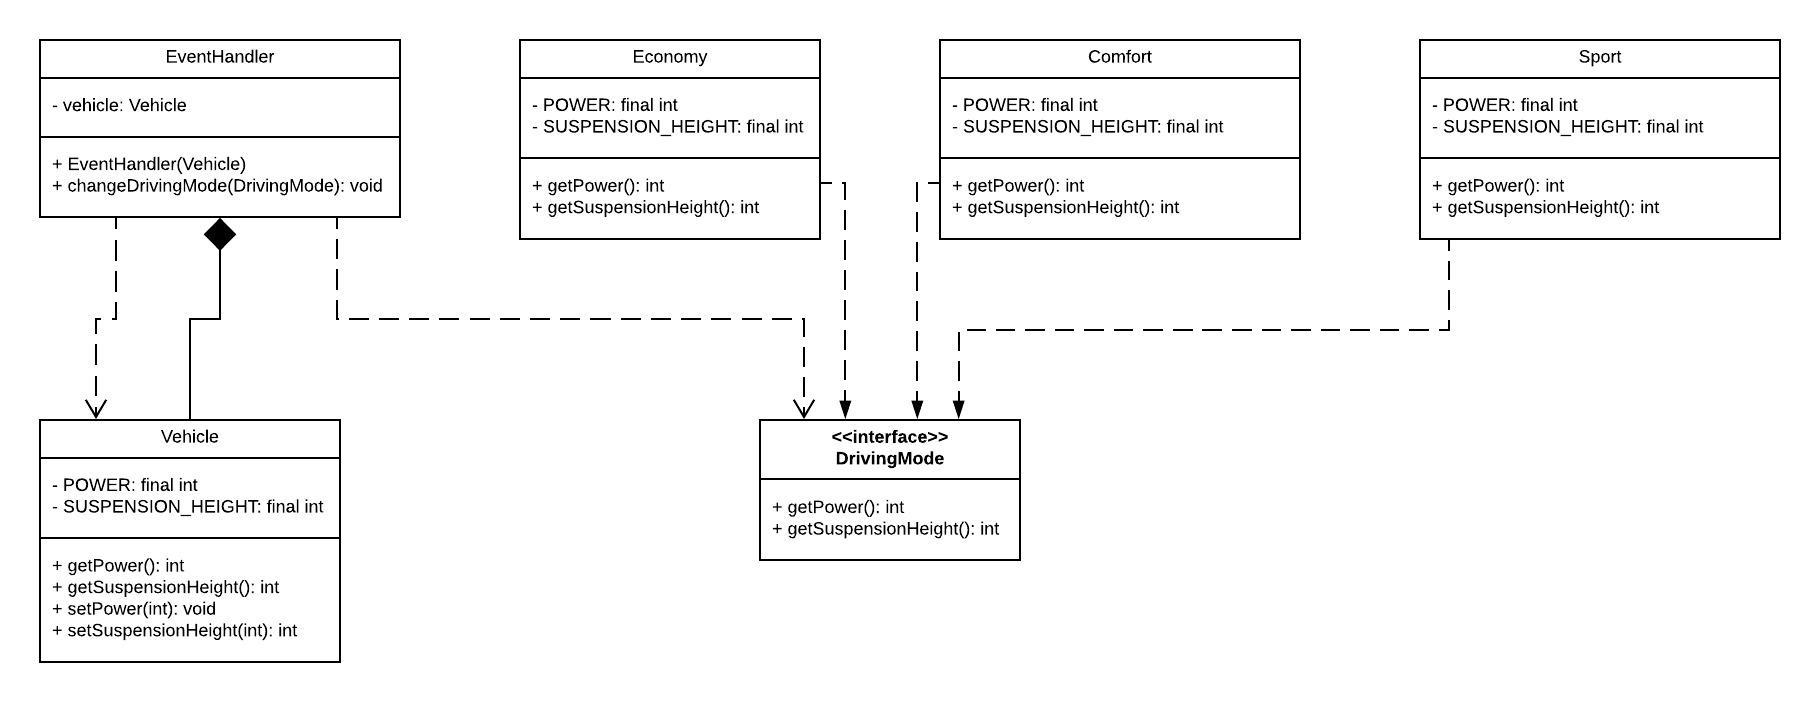 EventHandler
- vehicle: Vehicle
+ EventHandler(Vehicle)
+ changeDrivingMode(DrivingMode): void
Economy
- POWER: final int
- SUSPENSION_HEIGHT: final int
+ getPower(): int
+ getSuspensionHeight(): int
Comfort
- POWER: final int
- SUSPENSION_HEIGHT: final int
+ getPower(): int
+ getSuspensionHeight(): int
Sport
- POWER: final int
- SUSPENSION_HEIGHT: final int
+ getPower(): int
+ getSuspensionHeight(): int
Vehicle
- POWER: final int
- SUSPENSION_HEIGHT: final int
+ getPower(): int
+ getSuspensionHeight(): int
+ setPower(int): void
+ setSuspensionHeight(int): int
<<interface>>
DrivingMode
+ getPower(): int
+ getSuspensionHeight(): int